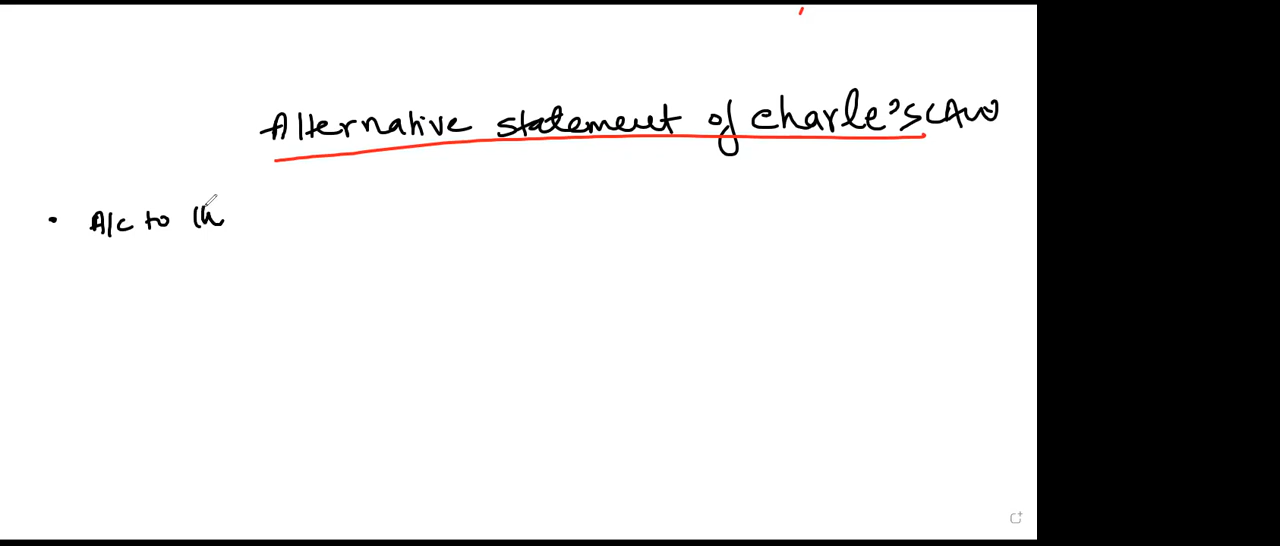 Alternative statement of Charle's LAW
• A/c to